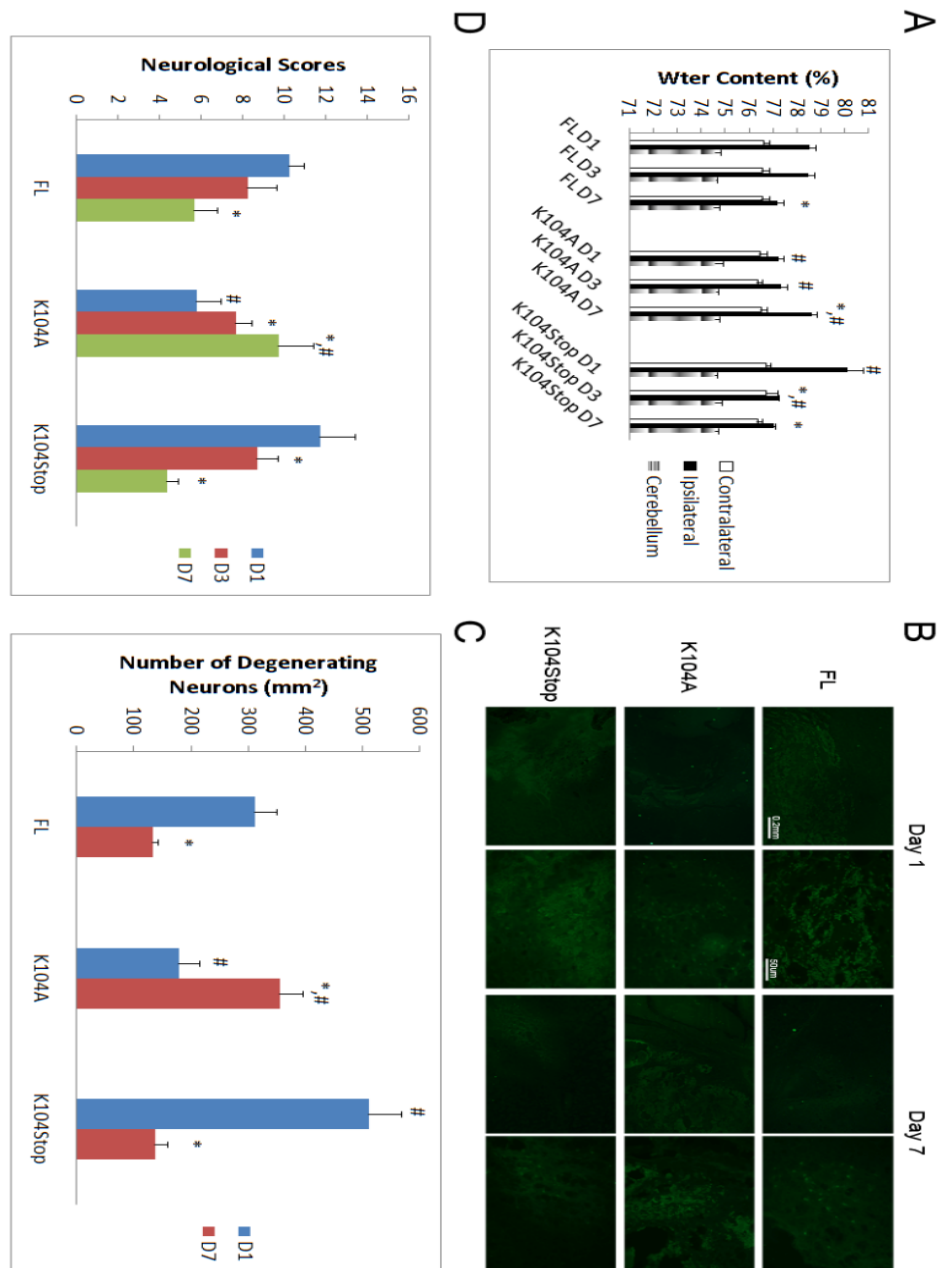 A
Wter Content (%)
81
80
79
78
77
76
75
74
73
72
71
* # # *,# # *,# *
FL D1
FL D3
FL D7
K104A D1
K104A D3
K104A D7
K104Stop D1
K104Stop D3
K104Stop D7
Contralateral
Ipsilateral
Cerebellum
B
Day 1
Day 7
FL
K104A
K104Stop
0.2mm
50um
C
Number of Degenerating
Neurons (mm²)
600
500
400
300
200
100
0
* # *,# # *
FL
K104A
K104Stop
D1
D7
D
Neurological Scores
16
14
12
10
8
6
4
2
0
* # * *,# * *
FL
K104A
K104Stop
D1
D3
D7